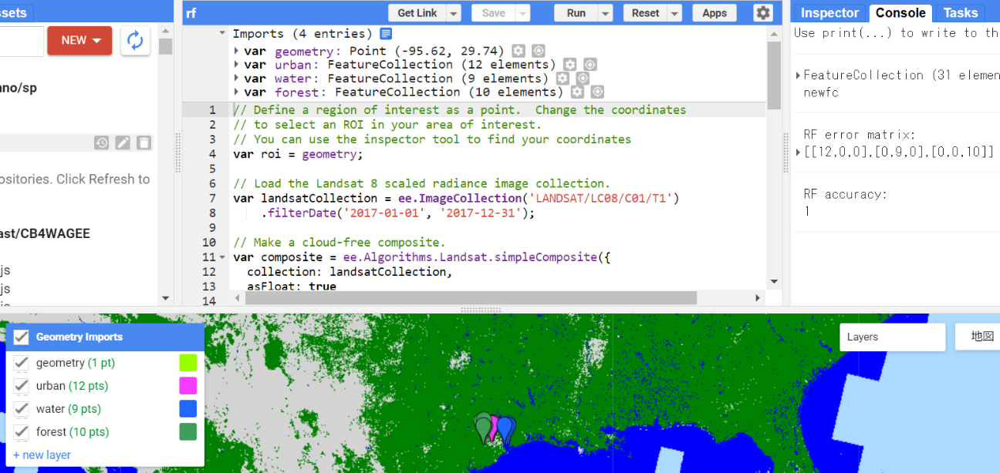 ssets
NEW
no/sp
ositories. Click Refresh to
ast/CB4WAGEE
js
js
rf
Get Link
Save
Run
Reset
Apps
Imports (4 entries)
var geometry: Point (-95.62, 29.74)
var urban: FeatureCollection (12 elements)
var water: FeatureCollection (9 elements)
var forest: FeatureCollection (10 elements)
1 // Define a region of interest as a point.  Change the coordinates
2 // to select an ROI in your area of interest.
3 // You can use the inspector tool to find your coordinates
4 var roi = geometry;
5
6 // Load the Landsat 8 scaled radiance image collection.
7 var landsatCollection = ee.ImageCollection('LANDSAT/LC08/C01/T1')
8     .filterDate('2017-01-01', '2017-12-31');
9
10 // Make a cloud-free composite.
11 var composite = ee.Algorithms.Landsat.simpleComposite({
12   collection: landsatCollection,
13   asFloat: true
14
Inspector
Console
Tasks
Use print(...) to write to th
FeatureCollection (31 elemen
newfc
RF error matrix:
[[12,0,0],[0,9,0],[0,0,10]]
RF accuracy:
1
Geometry Imports
geometry (1 pt)
urban (12 pts)
water (9 pts)
forest (10 pts)
+ new layer
Layers
地図